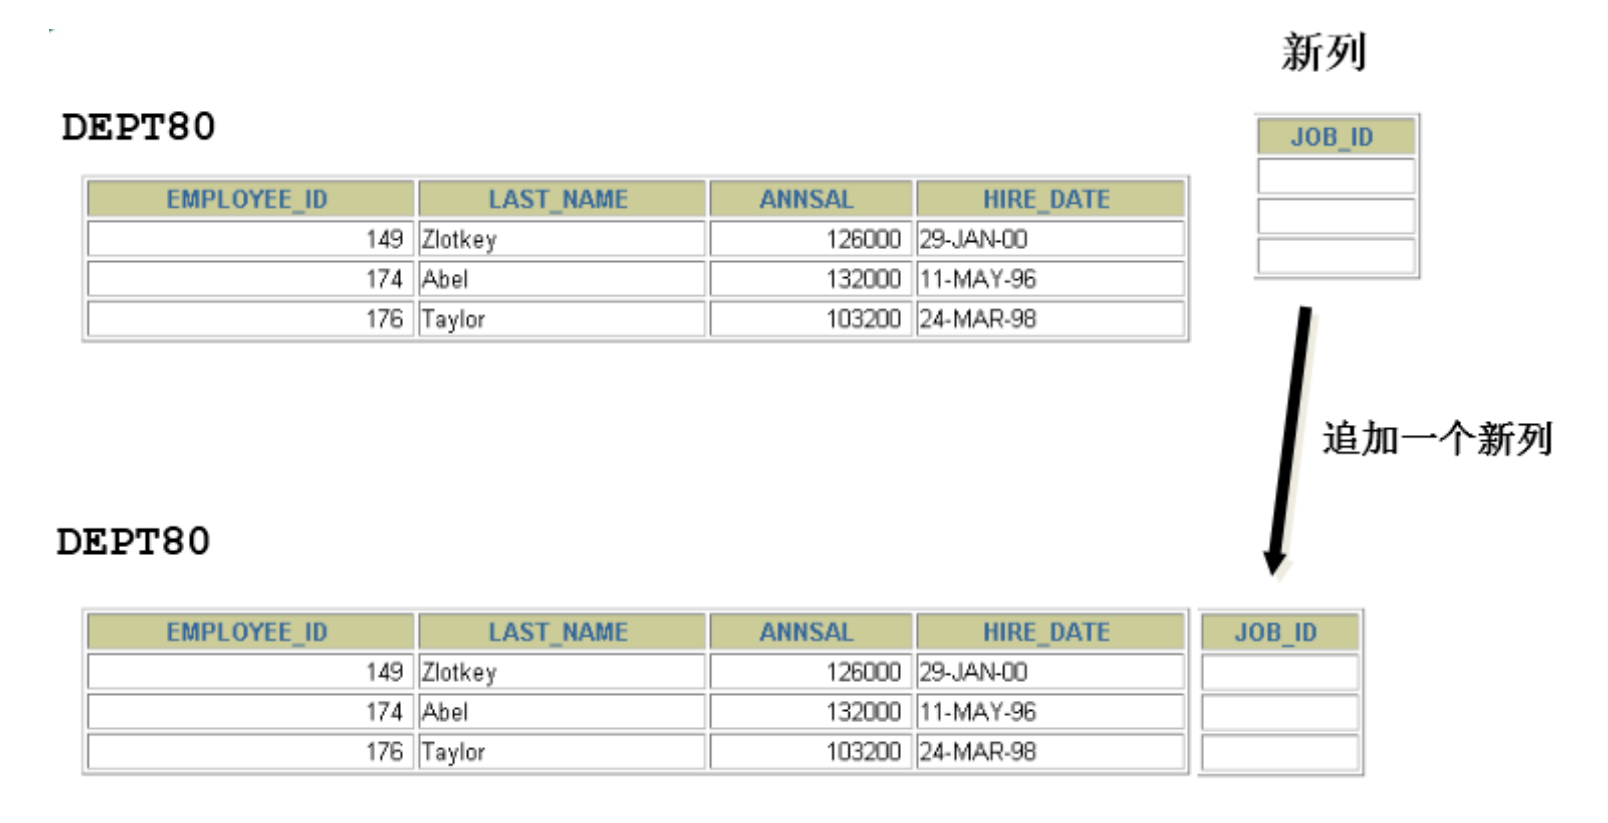 新列
DEPT80
JOB_ID
EMPLOYEE_ID LAST_NAME ANNSAL HIRE_DATE
149 Zlotkey 126000 29-JAN-00
174 Abel 132000 11-MAY-96
176 Taylor 103200 24-MAR-98
追加一个新列
DEPT80
EMPLOYEE_ID LAST_NAME ANNSAL HIRE_DATE JOB_ID
149 Zlotkey 126000 29-JAN-00
174 Abel 132000 11-MAY-96
176 Taylor 103200 24-MAR-98